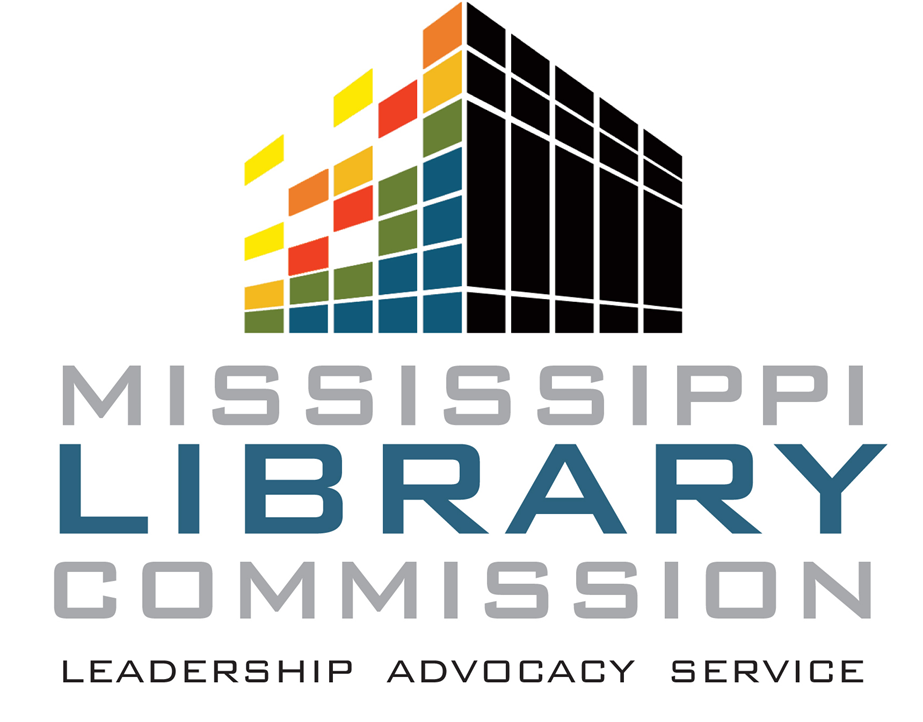 MISSISSIPPI
LIBRARY
COMMISSION
LEADERSHIP ADVOCACY SERVICE